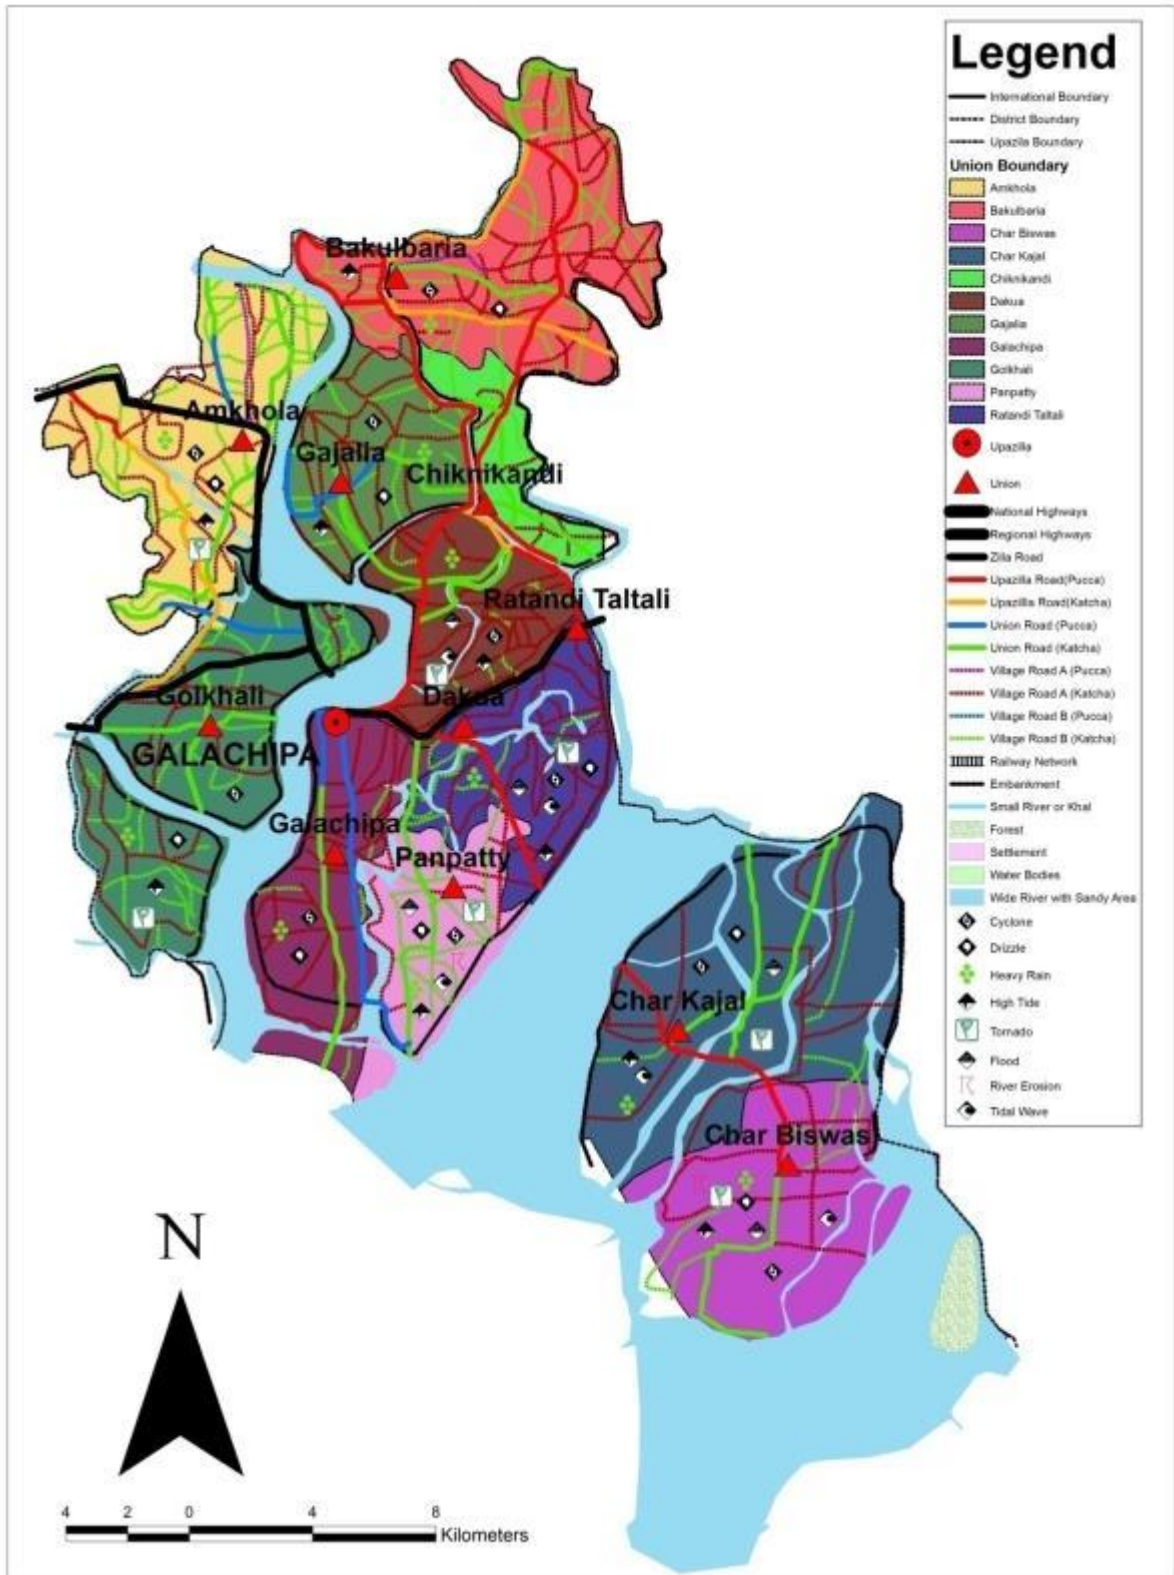 Legend
International Boundary
District Boundary
Upazila Boundary
Union Boundary
Amkhola
Bakulbaria
Char Biswas
Char Kajal
Chiknikandi
Dakua
Gajalia
Galachipa
Golkhali
Panpatty
Ratandi Taltali
Upazilla
Union
National Highways
Regional Highways
Zilla Road
Upazilla Road(Pucca)
Upazillia Road(Katcha)
Union Road (Pucca)
Union Road (Katcha)
Village Road A (Pucca)
Village Road A (Katcha)
Village Road B (Pucca)
Village Road B (Katcha)
Railway Network
Embankment
Small River or Khal
Forest
Settlement
Water Bodies
Wide River with Sandy Area
Cyclone
Drizzle
Heavy Rain
High Tide
Tornado
Flood
River Erosion
Tidal Wave
Bakulbaria
Amkhola
Gajalia
Chiknikandi
Ratandi Taltali
Golkhali
Dakua
GALACHIPA
Galachipa
Panpatty
Char Kajal
Char Biswas
N
4 2 0 4 8
Kilometers